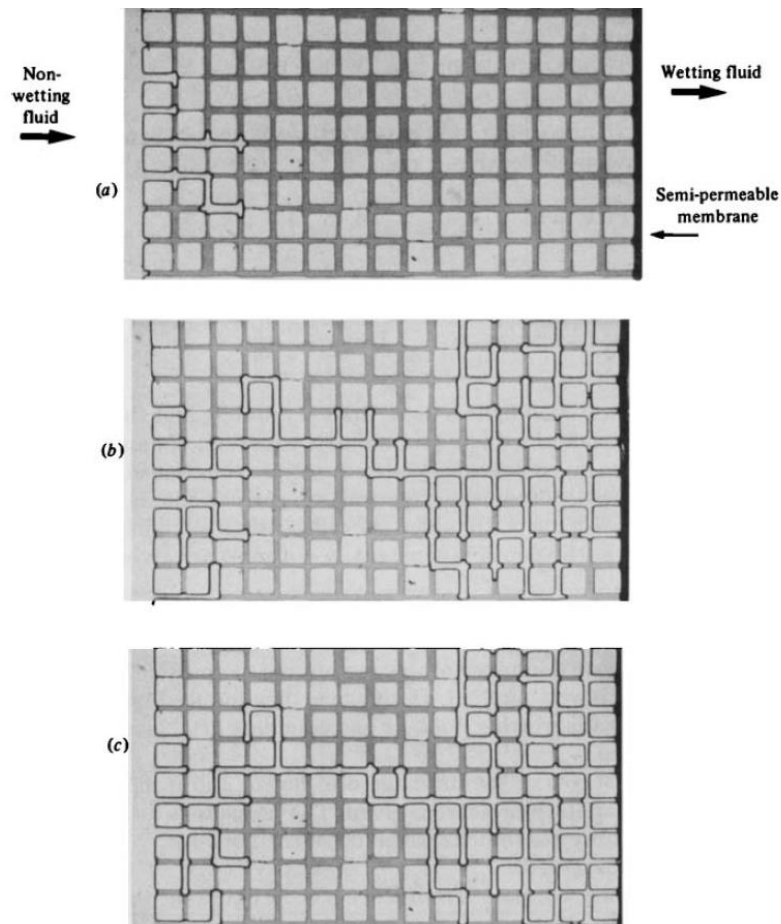 Non-
wetting
fluid
Wetting fluid
(a)
Semi-permeable
membrane
(b)
(c)